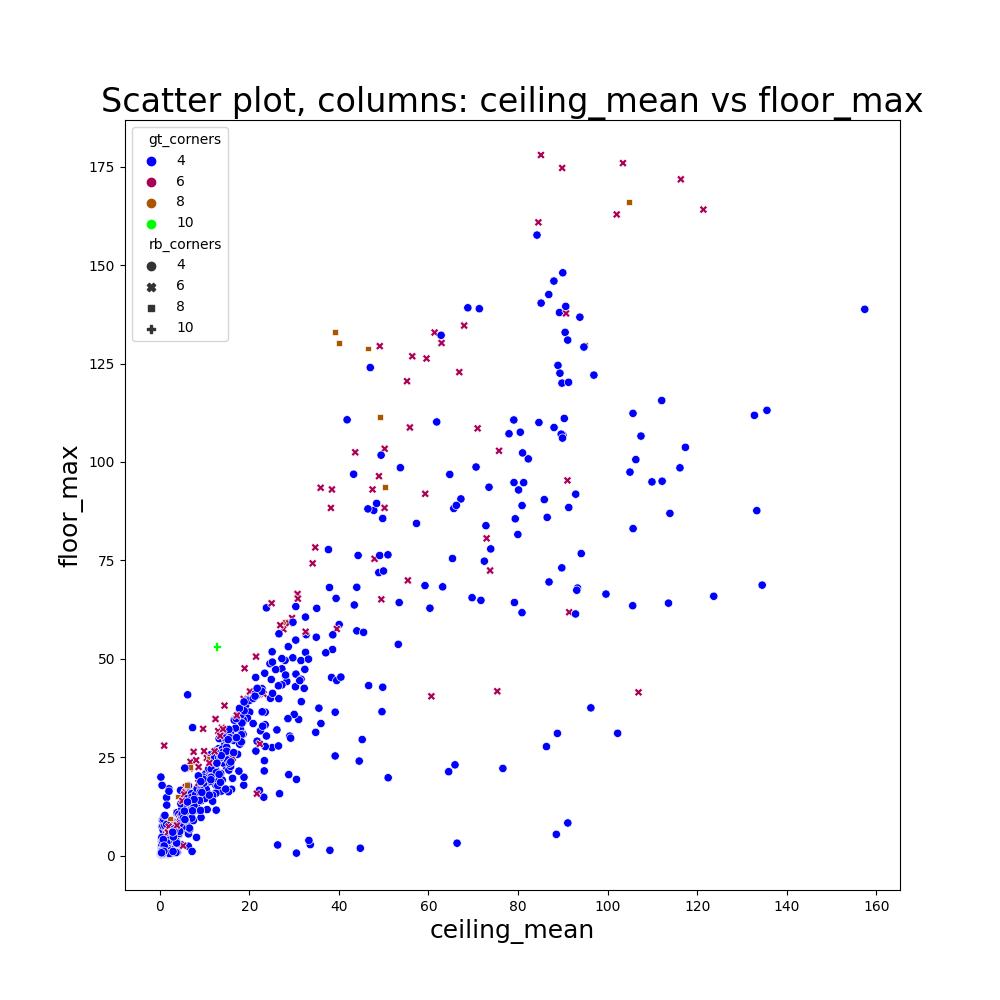 Scatter plot, columns: ceiling_mean vs floor_max
gt_corners
4
6
8
10
rb_corners
4
6
8
10
175
150
125
100
75
50
25
0
floor_max
0 20 40 60 80 100 120 140 160
ceiling_mean